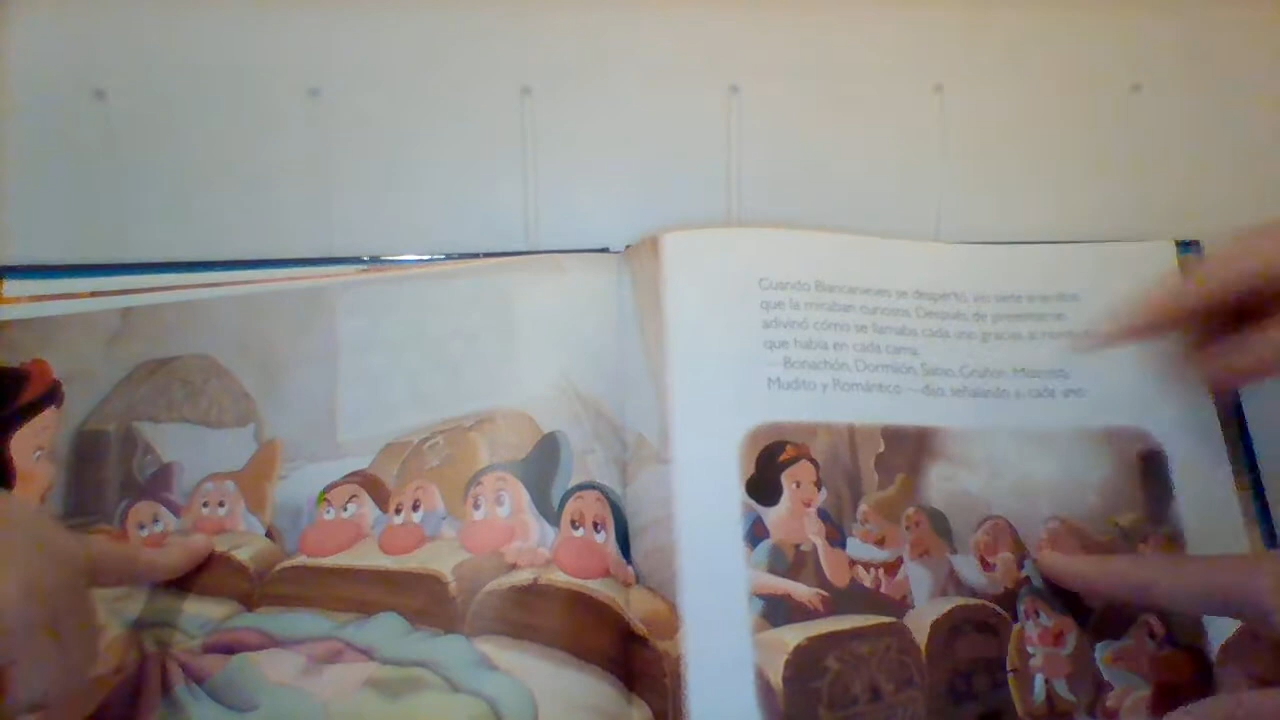 Cuando Blancanieves se despertó, vio siete enanitos
que la miraban curiosos. Después de presentarse,
adivinó cómo se llamaba cada uno gracias al nombre
que había en cada cama.
—Bonachón, Dormilón, Sabio, Gruñón, Mocoso,
Mudito y Romántico —dijo, señalando a cada uno.